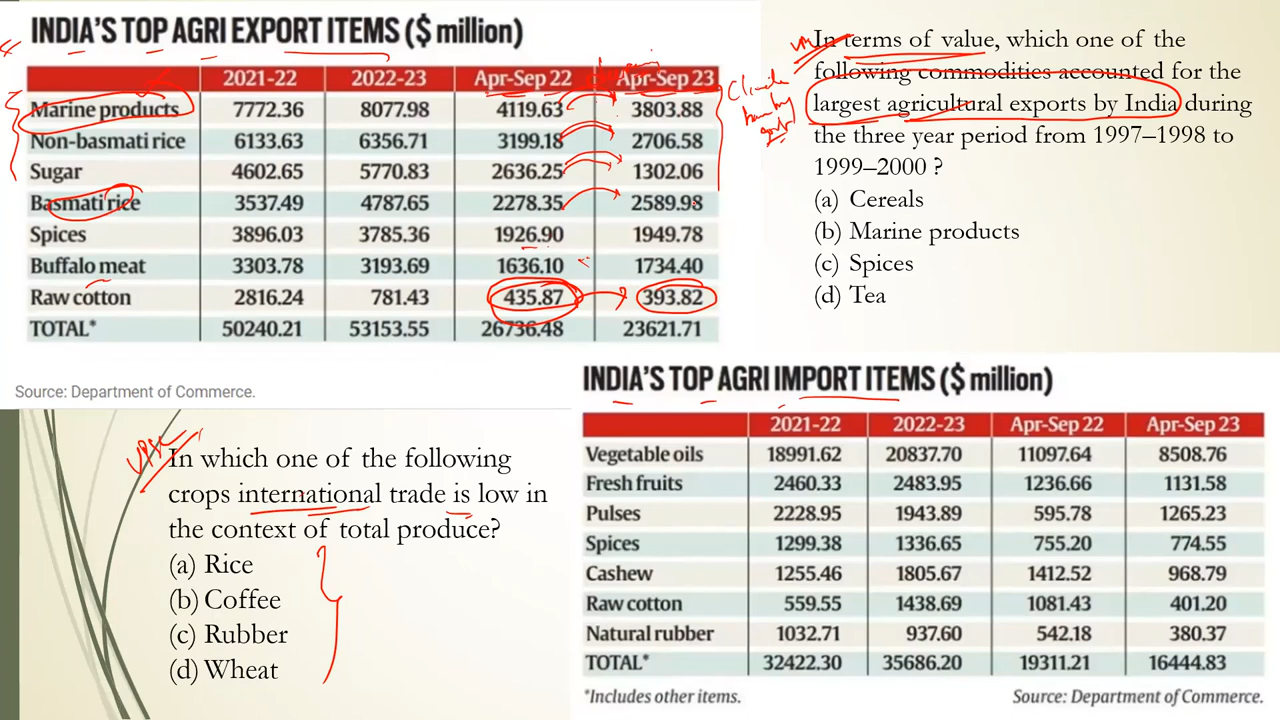 INDIA'S TOP AGRI EXPORT ITEMS ($ million)
2021-22 2022-23 Apr-Sep 22 Apr-Sep 23
Marine products 7772.36 8077.98 4119.63 3803.88
Non-basmati rice 6133.63 6356.71 3199.18 2706.58
Sugar 4602.65 5770.83 2636.25 1302.06
Basmati rice 3537.49 4787.65 2278.35 2589.98
Spices 3896.03 3785.36 1926.90 1949.78
Buffalo meat 3303.78 3193.69 1636.10 1734.40
Raw cotton 2816.24 781.43 435.87 393.82
TOTAL* 50240.21 53153.55 26736.48 23621.71
Source: Department of Commerce.
In terms of value, which one of the
following commodities accounted for the
largest agricultural exports by India during
the three year period from 1997–1998 to
1999–2000 ?
(a) Cereals
(b) Marine products
(c) Spices
(d) Tea
UPSC
In which one of the following
crops international trade is low in
the context of total produce?
(a) Rice
(b) Coffee
(c) Rubber
(d) Wheat
INDIA'S TOP AGRI IMPORT ITEMS ($ million)
2021-22 2022-23 Apr-Sep 22 Apr-Sep 23
Vegetable oils 18991.62 20837.70 11097.64 8508.76
Fresh fruits 2460.33 2483.95 1236.66 1131.58
Pulses 2228.95 1943.89 595.78 1265.23
Spices 1299.38 1336.65 755.20 774.55
Cashew 1255.46 1805.67 1412.52 968.79
Raw cotton 559.55 1438.69 1081.43 401.20
Natural rubber 1032.71 937.60 542.18 380.37
TOTAL* 32422.30 35686.20 19311.21 16444.83
*Includes other items. Source: Department of Commerce.